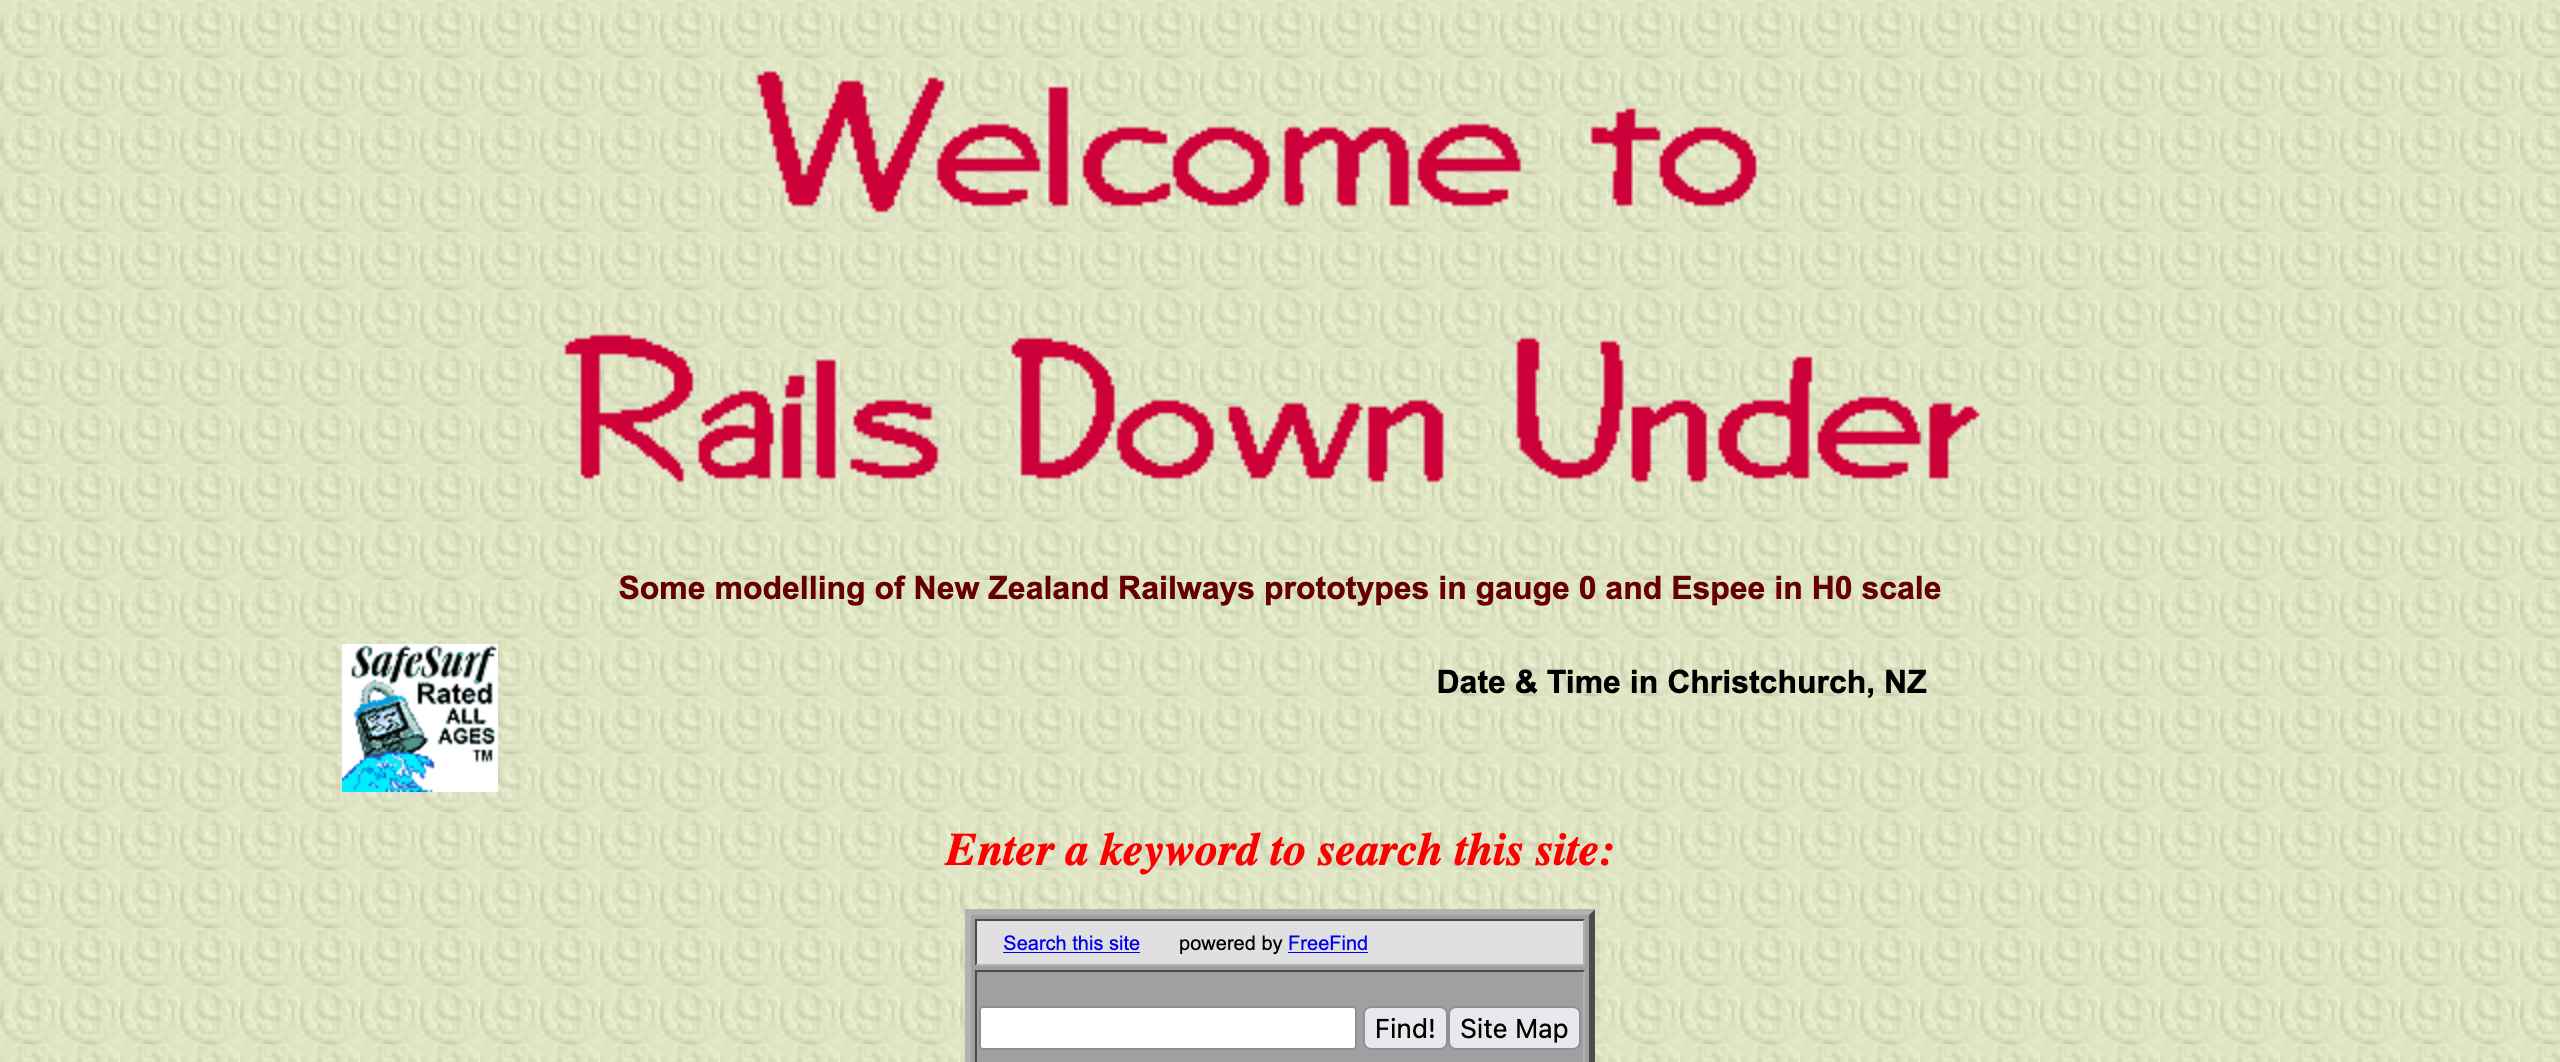 Welcome to
Rails Down Under
Some modelling of New Zealand Railways prototypes in gauge 0 and Espee in H0 scale
SafeSurf
Rated
ALL
AGES
TM
Date & Time in Christchurch, NZ
Enter a keyword to search this site:
Search this site powered by FreeFind
Find! Site Map